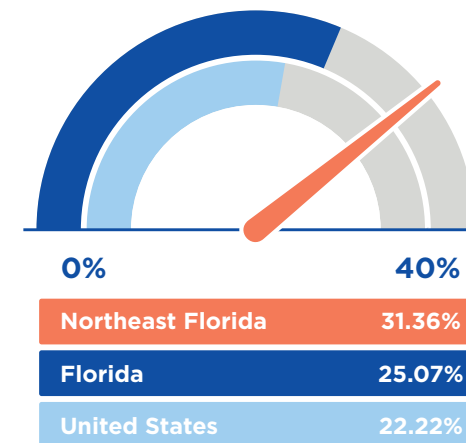 0% 40%
Northeast Florida 31.36%
Florida 25.07%
United States 22.22%